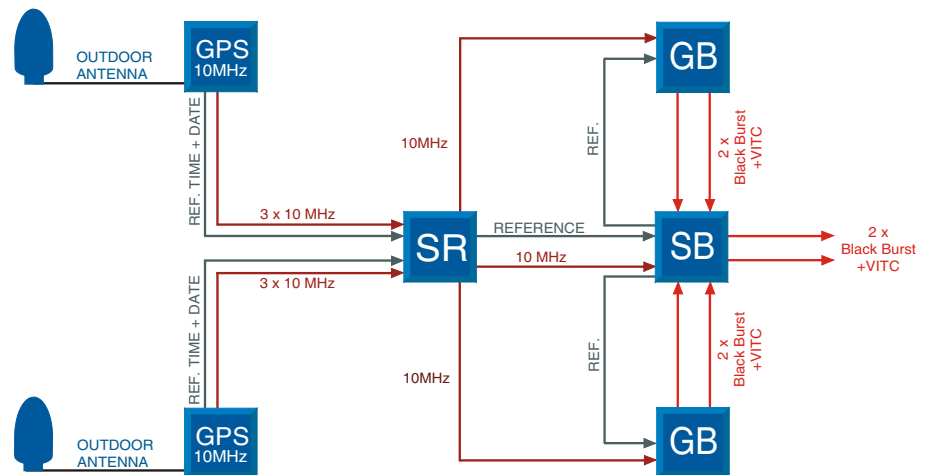 OUTDOOR
ANTENNA
GPS
10MHz
REF. TIME + DATE
3 x 10 MHz
10MHz
REF.
GB
2 x
Black Burst
+VITC
SR
REFERENCE
10 MHz
SB
2 x
Black Burst
+VITC
REF. TIME + DATE
3 x 10 MHz
10MHz
REF.
2 x
Black Burst
+VITC
OUTDOOR
ANTENNA
GPS
10MHz
GB